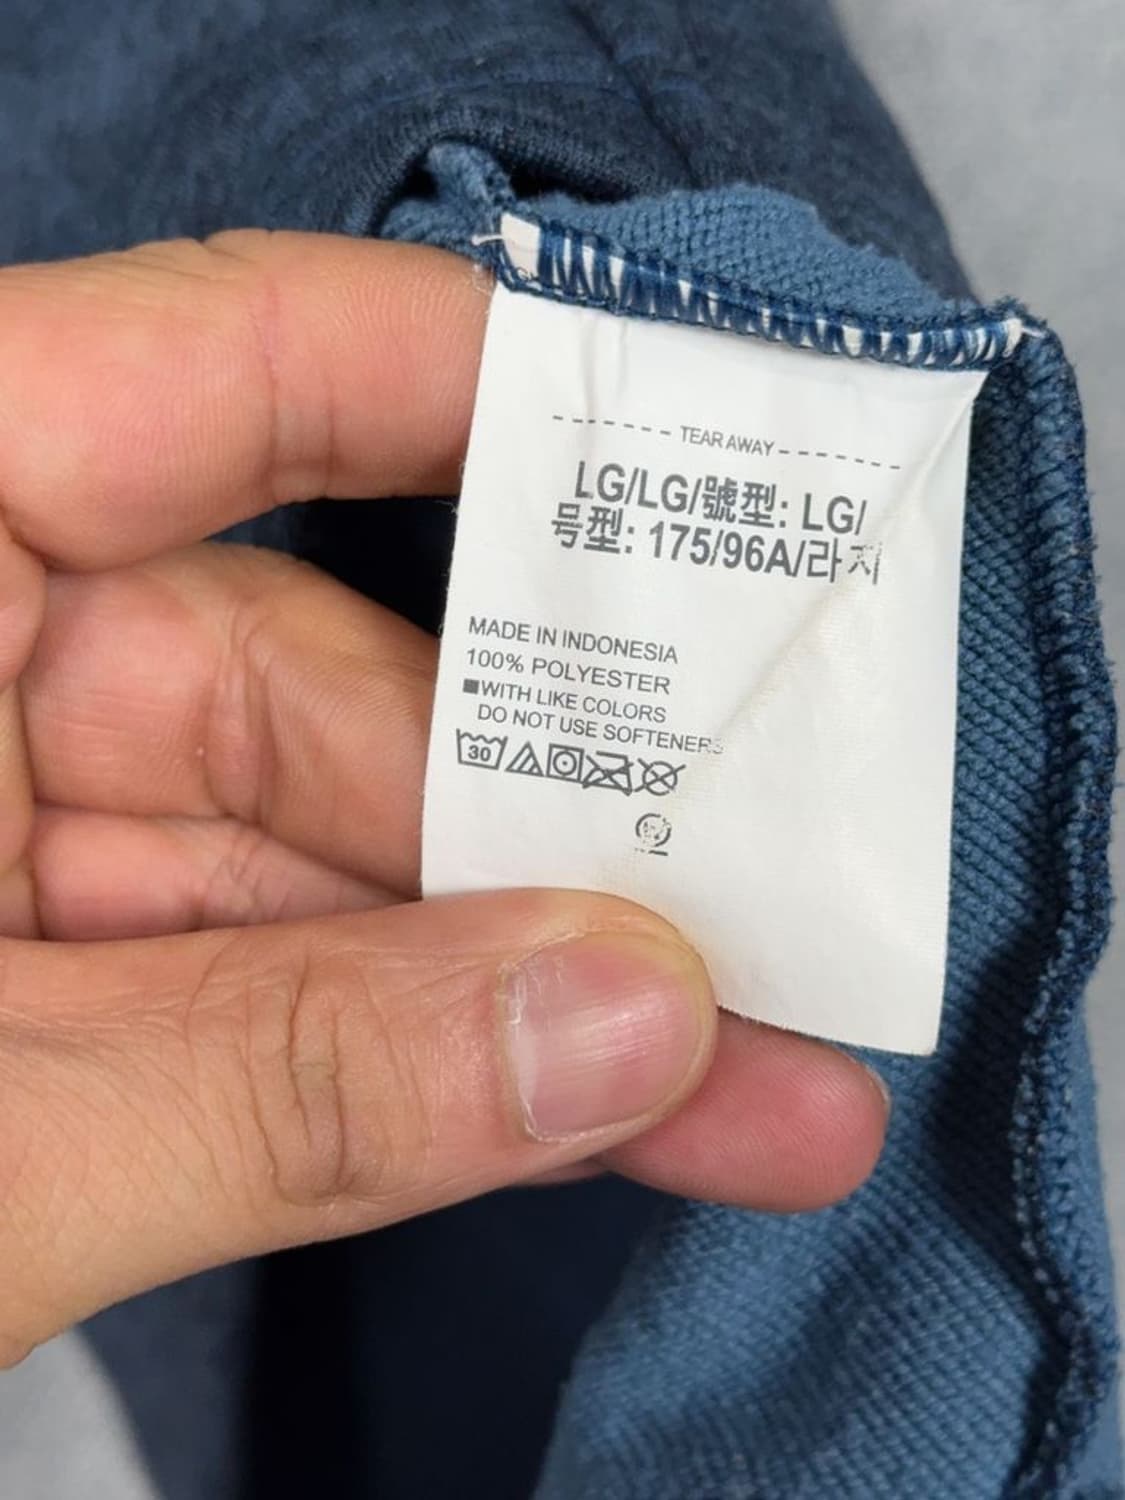 TEAR AWAY
LG/LG/號型: LG/
号型: 175/96A/라지
MADE IN INDONESIA
100% POLYESTER
WITH LIKE COLORS
DO NOT USE SOFTENERS
30